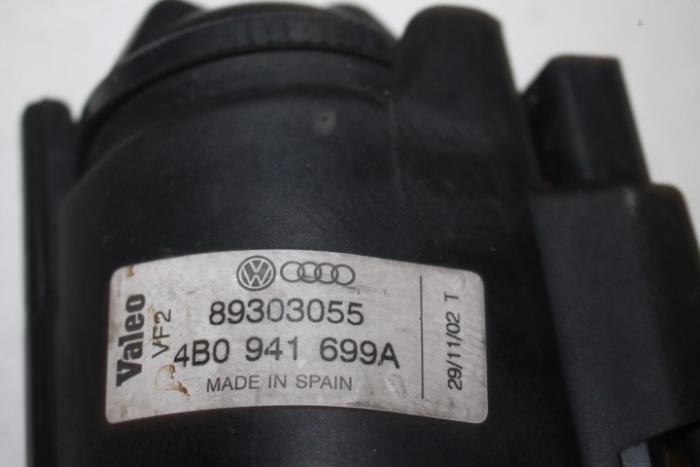 Valeo
VF2
89303055
4B0 941 699A
MADE IN SPAIN
29/11/02 T